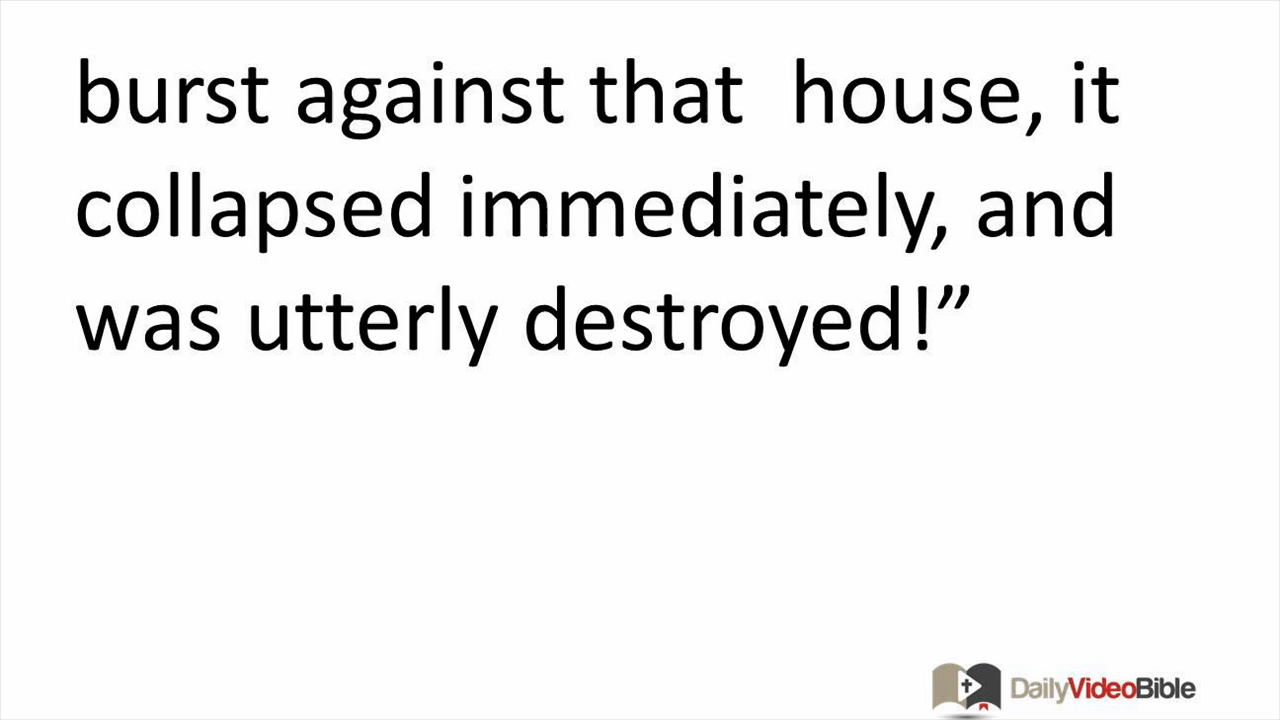 burst against that  house, it
collapsed immediately, and
was utterly destroyed!”
DailyVideoBible